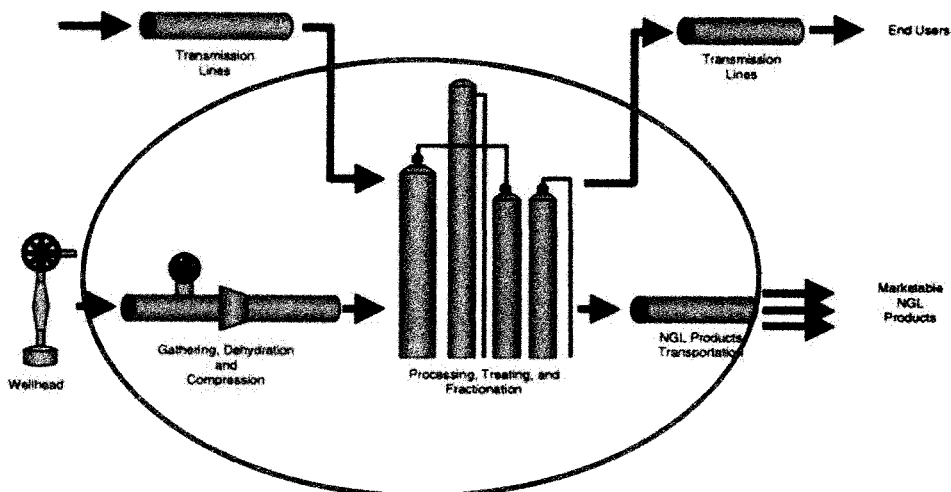 Transmission
Lines
Transmission
Lines
End Users
Wellhead
Gathering, Dehydration
and
Compression
Processing, Treating, and
Fractionation
NGL Products
Transportation
Marketable
NGL
Products